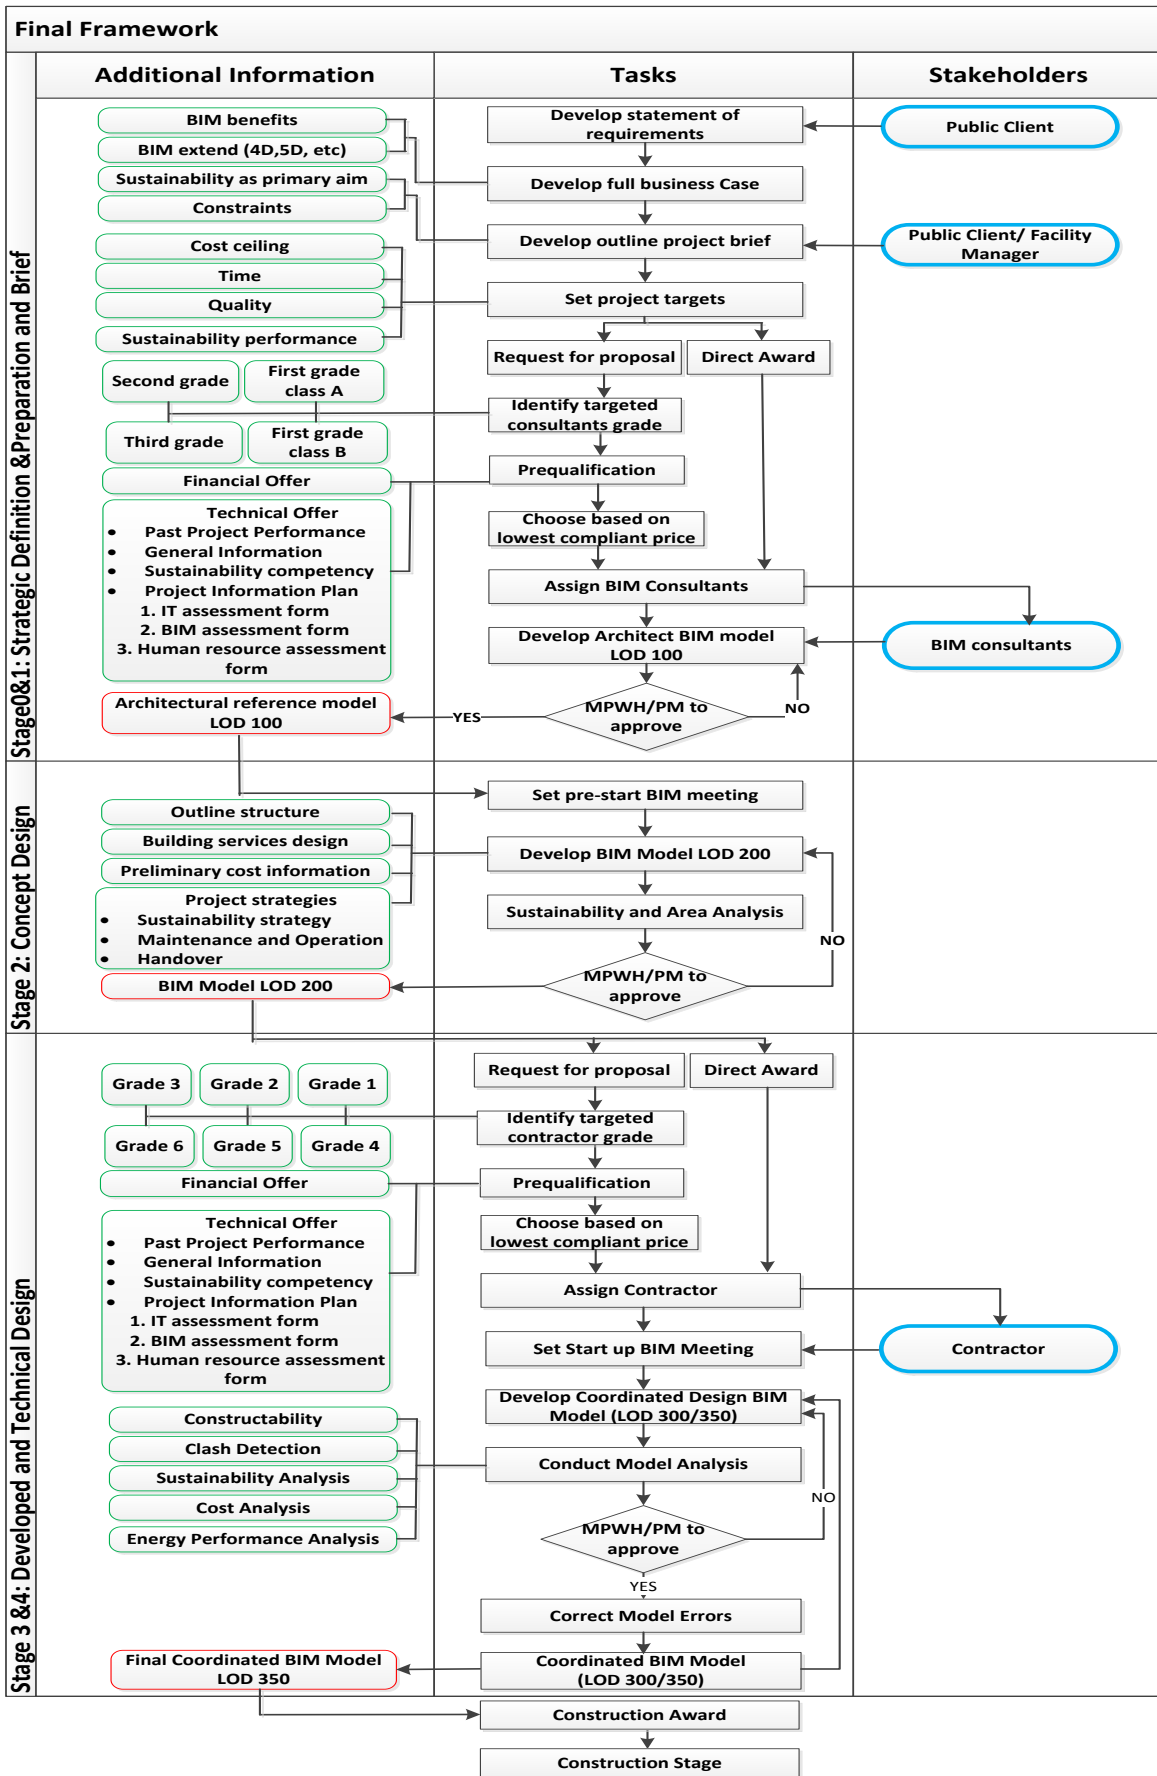 Final Framework
Additional Information
Tasks
Stakeholders
Stage0&1: Strategic Definition &Preparation and Brief
BIM benefits
BIM extend (4D,5D, etc)
Sustainability as primary aim
Constraints
Cost ceiling
Time
Quality
Sustainability performance
Second grade
First grade
class A
Third grade
First grade
class B
Financial Offer
Technical Offer
• Past Project Performance
• General Information
• Sustainability competency
• Project Information Plan
1. IT assessment form
2. BIM assessment form
3. Human resource assessment
form
Architectural reference model
LOD 100
Develop statement of
requirements
Develop full business Case
Develop outline project brief
Set project targets
Request for proposal
Direct Award
Identify targeted
consultants grade
Prequalification
Choose based on
lowest compliant price
Assign BIM Consultants
Develop Architect BIM model
LOD 100
MPWH/PM to
approve
YES
NO
Public Client
Public Client/ Facility
Manager
BIM consultants
Stage 2: Concept Design
Outline structure
Building services design
Preliminary cost information
Project strategies
• Sustainability strategy
• Maintenance and Operation
• Handover
BIM Model LOD 200
Set pre-start BIM meeting
Develop BIM Model LOD 200
Sustainability and Area Analysis
MPWH/PM to
approve
NO
Stage 3 &4: Developed and Technical Design
Grade 3
Grade 2
Grade 1
Grade 6
Grade 5
Grade 4
Financial Offer
Technical Offer
• Past Project Performance
• General Information
• Sustainability competency
• Project Information Plan
1. IT assessment form
2. BIM assessment form
3. Human resource assessment
form
Constructability
Clash Detection
Sustainability Analysis
Cost Analysis
Energy Performance Analysis
Final Coordinated BIM Model
LOD 350
Request for proposal
Direct Award
Identify targeted
contractor grade
Prequalification
Choose based on
lowest compliant price
Assign Contractor
Set Start up BIM Meeting
Develop Coordinated Design BIM
Model (LOD 300/350)
Conduct Model Analysis
MPWH/PM to
approve
NO
YES
Correct Model Errors
Coordinated BIM Model
(LOD 300/350)
Contractor
Construction Award
Construction Stage